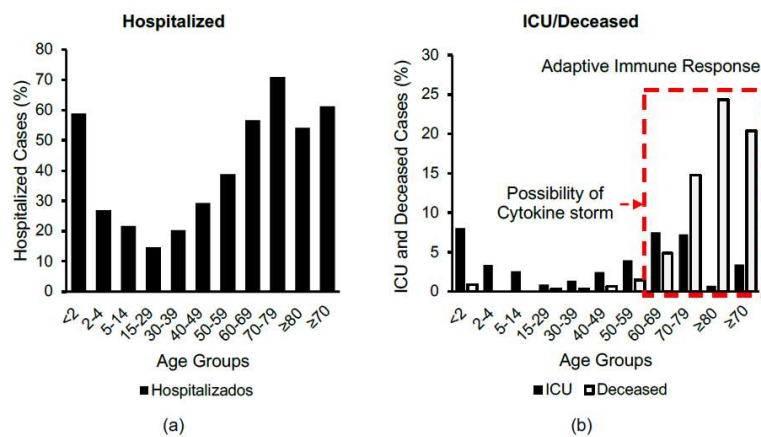 Hospitalized
Hospitalized Cases (%)
80
70
60
50
40
30
20
10
0
<2
2-4
5-14
15-29
30-39
40-49
50-59
60-69
70-79
≥80
≥70
Age Groups
Hospitalizados
(a)
ICU/Deceased
ICU and Deceased Cases (%)
30
25
20
15
10
5
0
Adaptive Immune Response
Possibility of
Cytokine storm
<2
2-4
5-14
15-29
30-39
40-49
50-59
60-69
70-79
≥80
≥70
Age Groups
ICU
Deceased
(b)